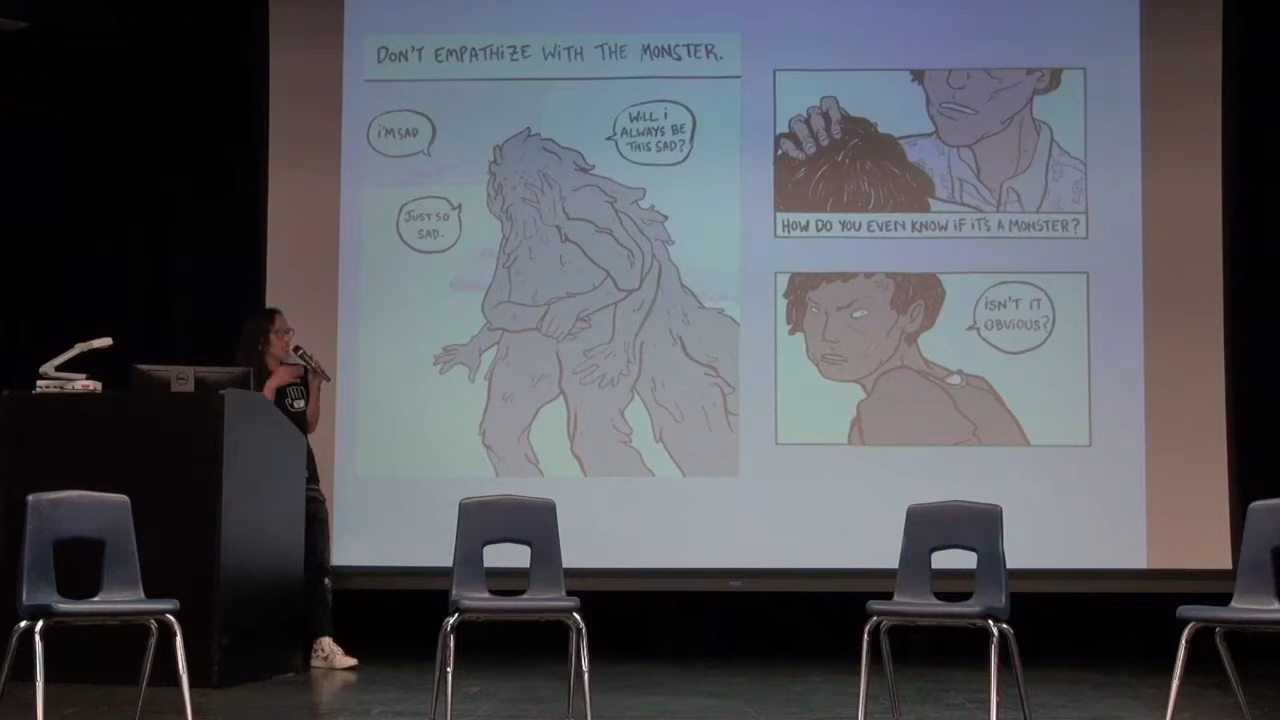 DON'T EMPATHIZE WITH THE MONSTER.
I'M SAD
WILL I
ALWAYS BE
THIS SAD?
JUST SO
SAD.
HOW DO YOU EVEN KNOW IF IT'S A MONSTER?
ISN'T IT
OBVIOUS?
DELL